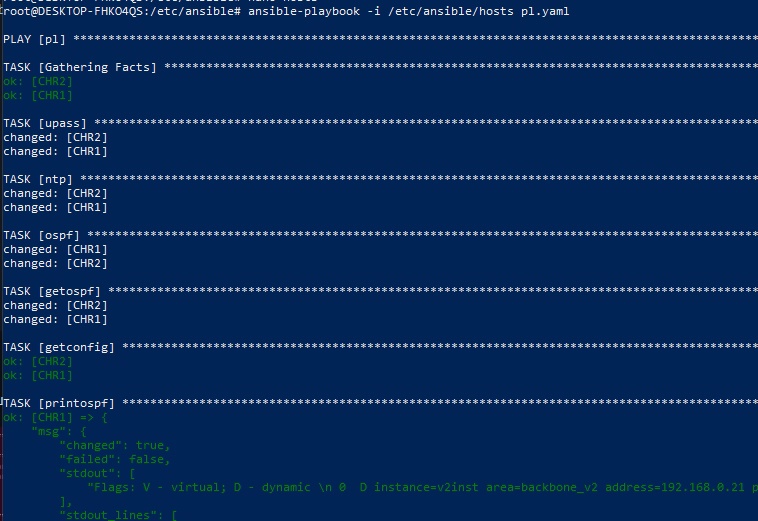 root@DESKTOP-FHKO4QS:/etc/ansible# ansible-playbook -i /etc/ansible/hosts pl.yaml
PLAY [pl] **************************************************************************************************
TASK [Gathering Facts] *************************************************************************************
ok: [CHR2]
ok: [CHR1]
TASK [upass] ***********************************************************************************************
changed: [CHR2]
changed: [CHR1]
TASK [ntp] *************************************************************************************************
changed: [CHR2]
changed: [CHR1]
TASK [ospf] ************************************************************************************************
changed: [CHR1]
changed: [CHR2]
TASK [getospf] *********************************************************************************************
changed: [CHR2]
changed: [CHR1]
TASK [getconfig] *******************************************************************************************
ok: [CHR2]
ok: [CHR1]
TASK [printospf] *******************************************************************************************
ok: [CHR1] => {
    "msg": {
        "changed": true,
        "failed": false,
        "stdout": [
            "Flags: V - virtual; D - dynamic \n 0  D instance=v2inst area=backbone_v2 address=192.168.0.21 p
        ],
        "stdout_lines": [